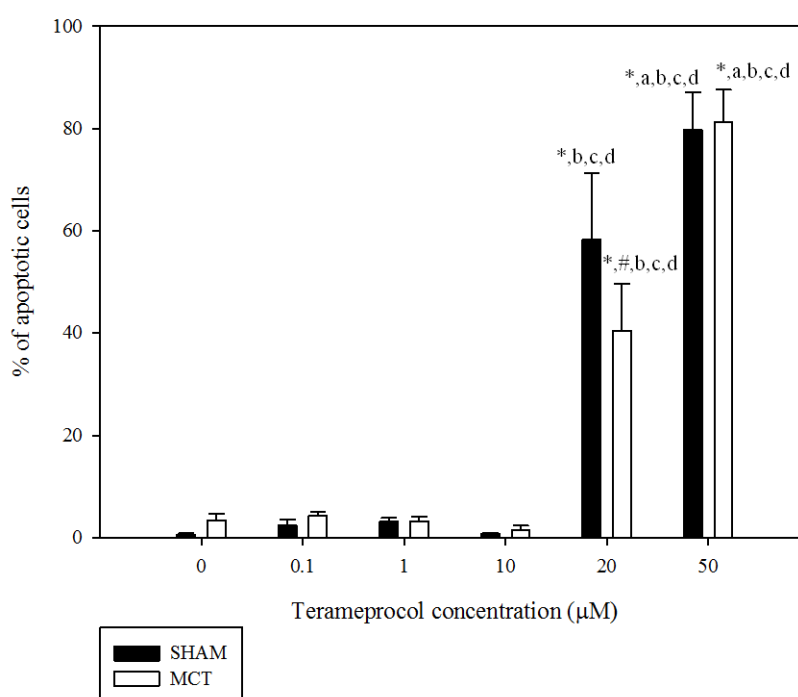 100
*,a,b,c,d
*,a,b,c,d
80
*,b,c,d
60
*,#,b,c,d
% of apoptotic cells
40
20
0
0 0.1 1 10 20 50
Terameprocol concentration (μM)
SHAM
MCT